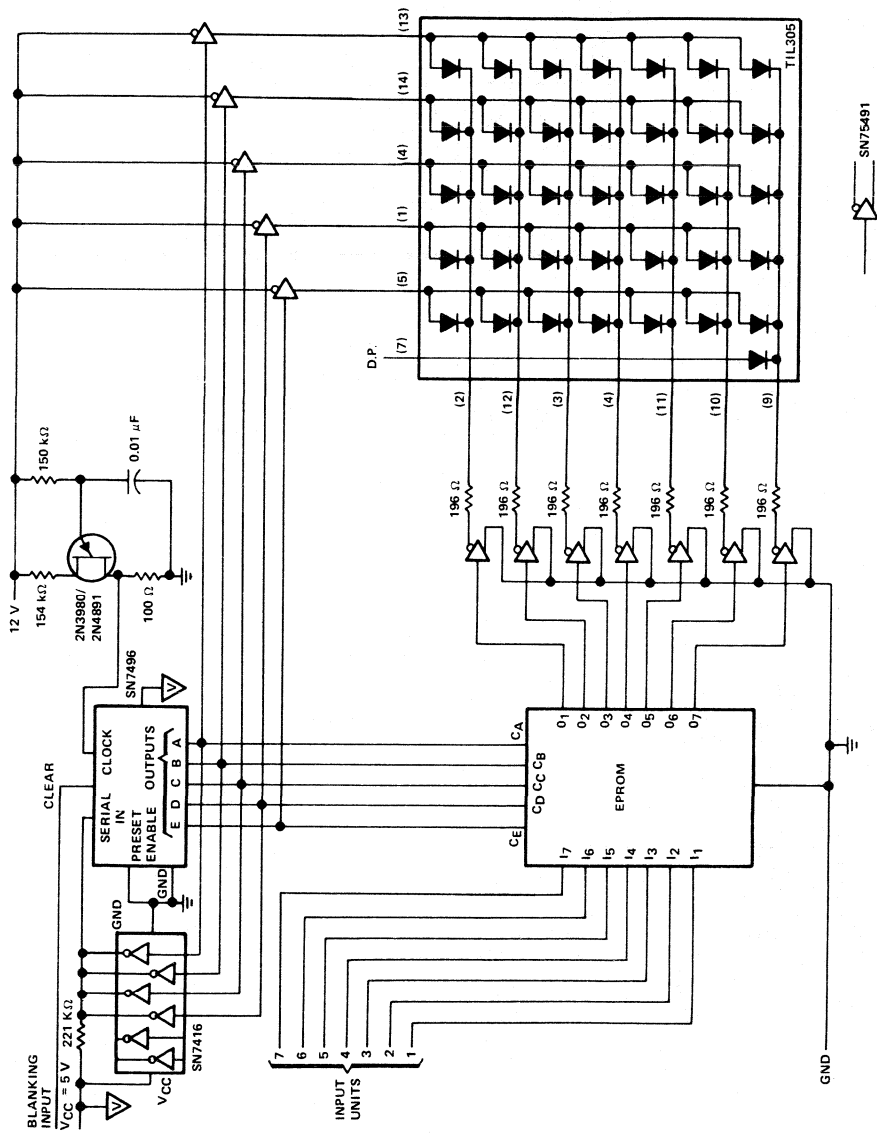 (13)
(14)
(4)
(1)
(5)
(7)
D.P.
TIL305
SN75491
(2)
(12)
(3)
(4)
(11)
(10)
(9)
196 Ω
196 Ω
196 Ω
196 Ω
196 Ω
196 Ω
196 Ω
12 V
150 kΩ
0.01 μF
154 kΩ
2N3980/
2N4891
100 Ω
SN7496
V
CLEAR
SERIAL
IN
CLOCK
PRESET
ENABLE
OUTPUTS
E D C B A
GND
GND
BLANKING
INPUT
VCC = 5 V
221 KΩ
V
VCC
SN7416
CA
CB
CC
CD
CE
EPROM
O1
O2
O3
O4
O5
O6
O7
I7
I6
I5
I4
I3
I2
I1
7
6
5
4
3
2
1
INPUT
UNITS
GND